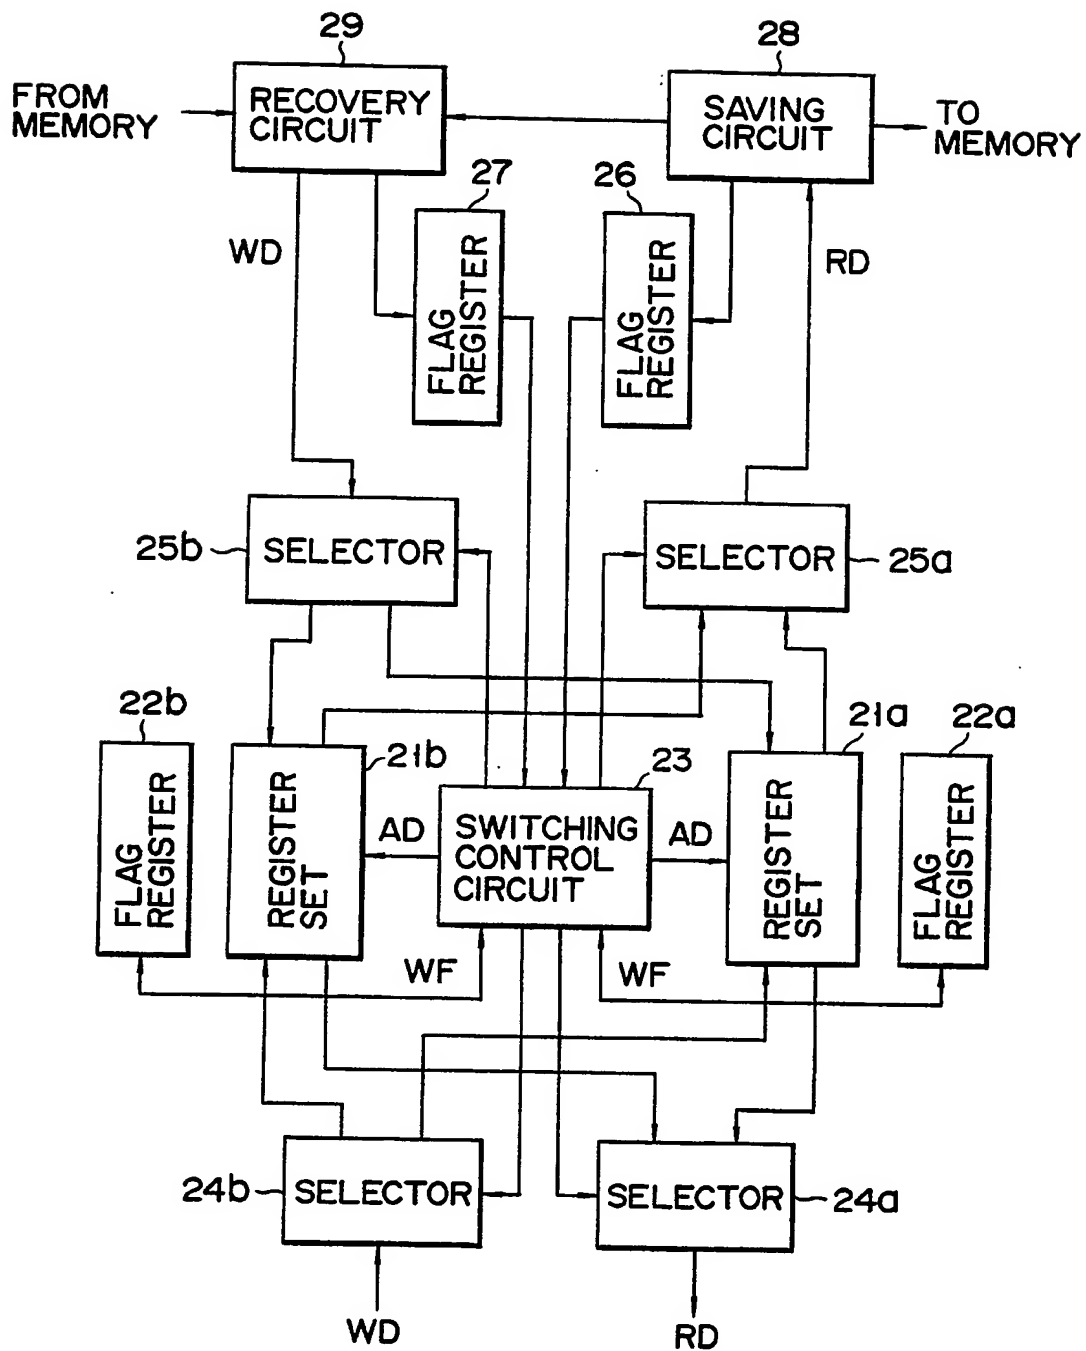 29
28
FROM
MEMORY
RECOVERY
CIRCUIT
SAVING
CIRCUIT
TO
MEMORY
27
26
WD
FLAG
REGISTER
FLAG
REGISTER
RD
25b
SELECTOR
SELECTOR
25a
22b
21b
23
21a
22a
FLAG
REGISTER
REGISTER
SET
AD
SWITCHING
CONTROL
CIRCUIT
AD
REGISTER
SET
FLAG
REGISTER
WF
WF
24b
SELECTOR
SELECTOR
24a
WD
RD